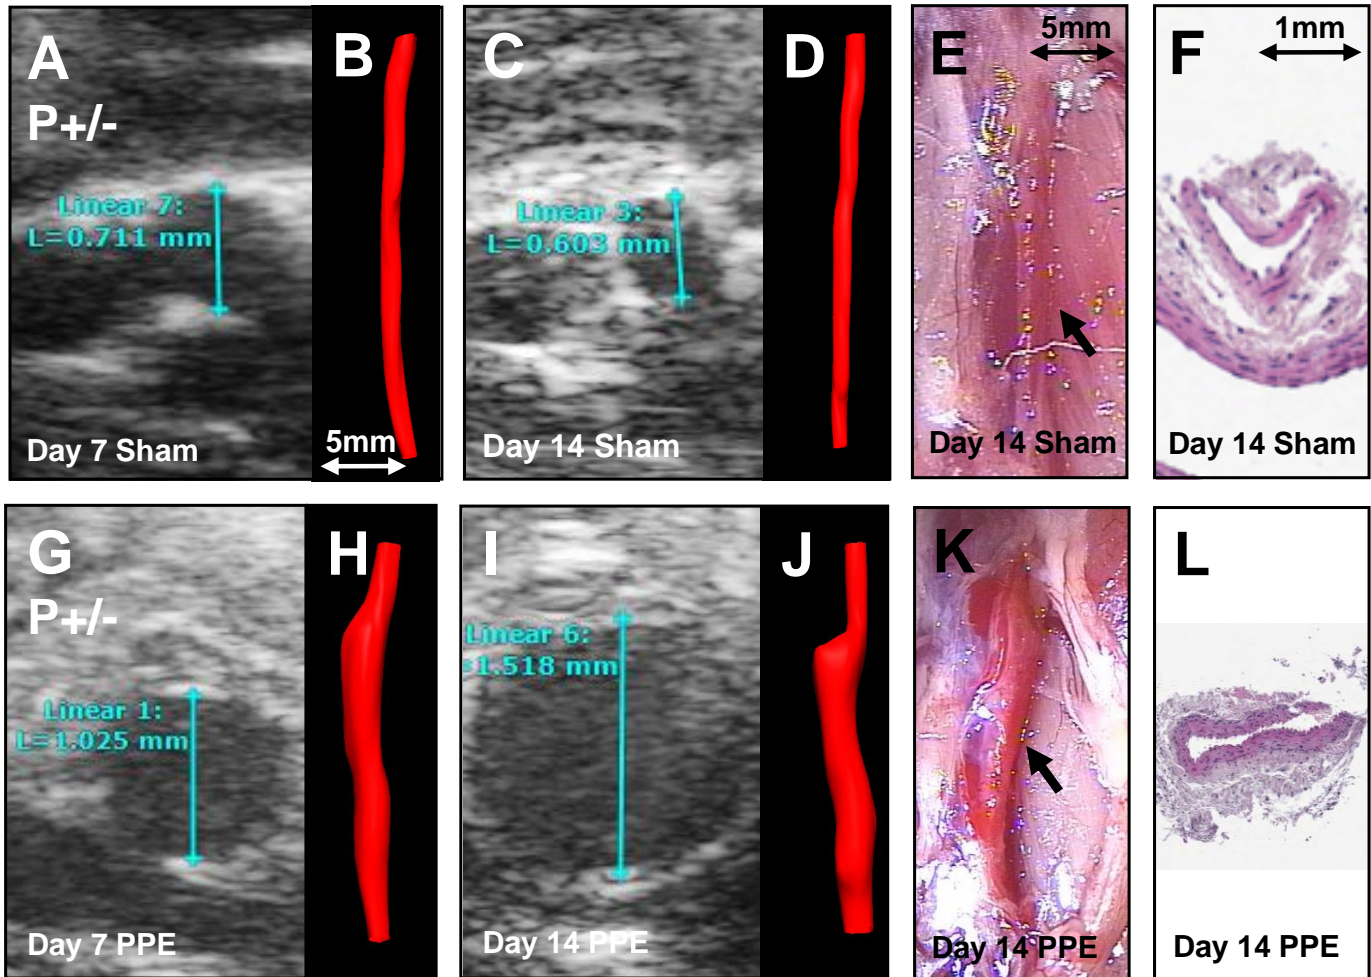 A
P+/-
Linear 7:
L=0.711 mm
Day 7 Sham
B
5mm
C
Linear 3:
L=0.603 mm
Day 14 Sham
D
E
5mm
Day 14 Sham
F
1mm
Day 14 Sham
G
P+/-
Linear 1:
L=1.025 mm
Day 7 PPE
H
I
Linear 6:
=1.518 mm
Day 14 PPE
J
K
Day 14 PPE
L
Day 14 PPE